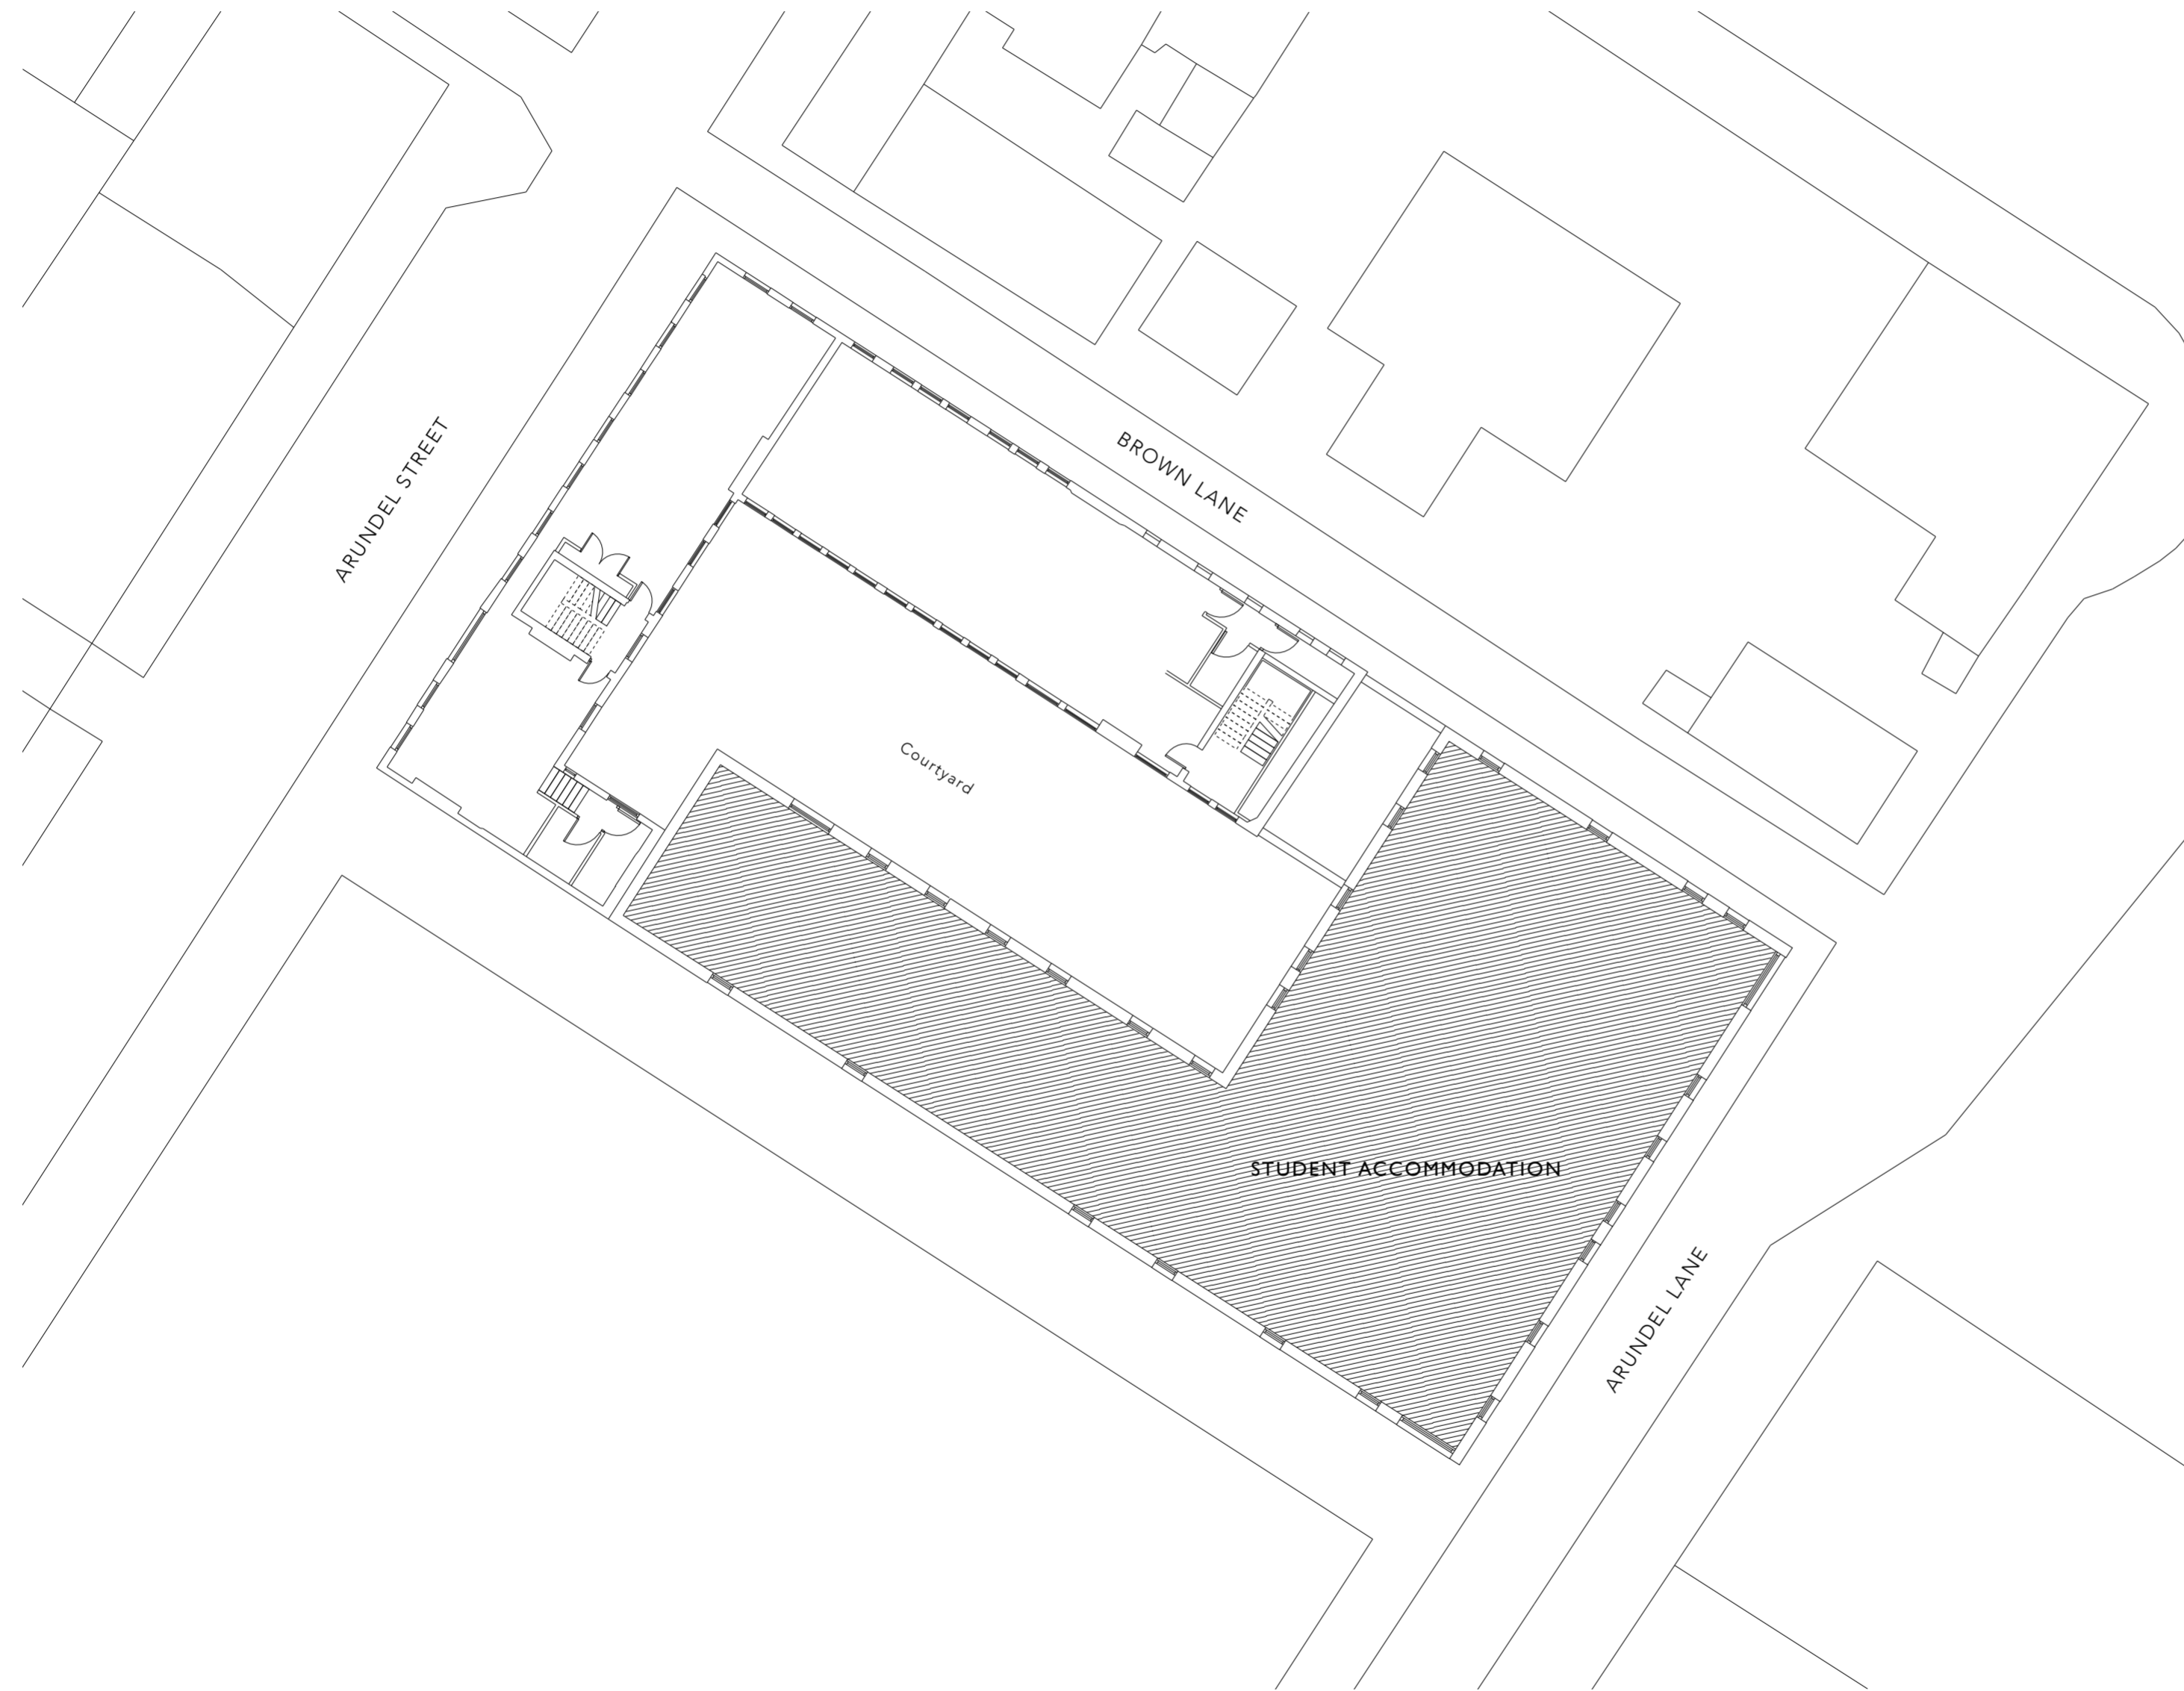 BROWN LANE
ARUNDEL STREET
Courtyard
STUDENT ACCOMMODATION
ARUNDEL LANE